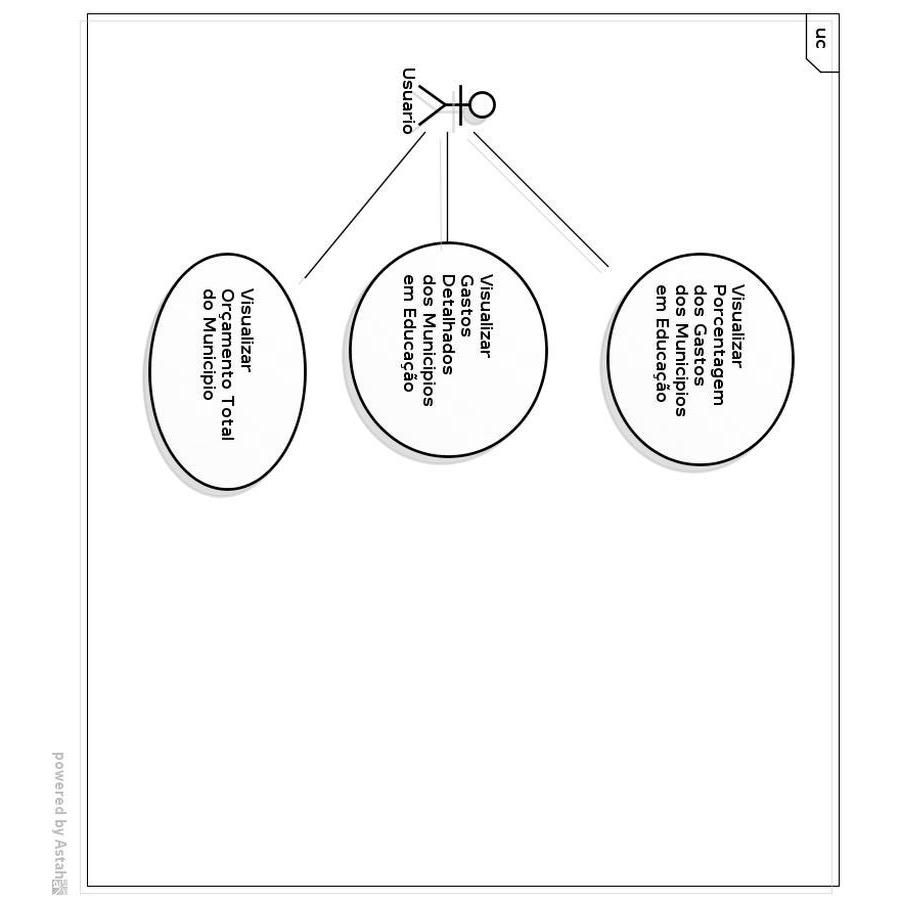 uc
Visualizar
Porcentagem
dos Gastos
dos Municipios
em Educação
Visualizar
Gastos
Detalhados
dos Municipios
em Educação
Usuario
Visualizar
Orçamento Total
do Municipio
powered by Astah